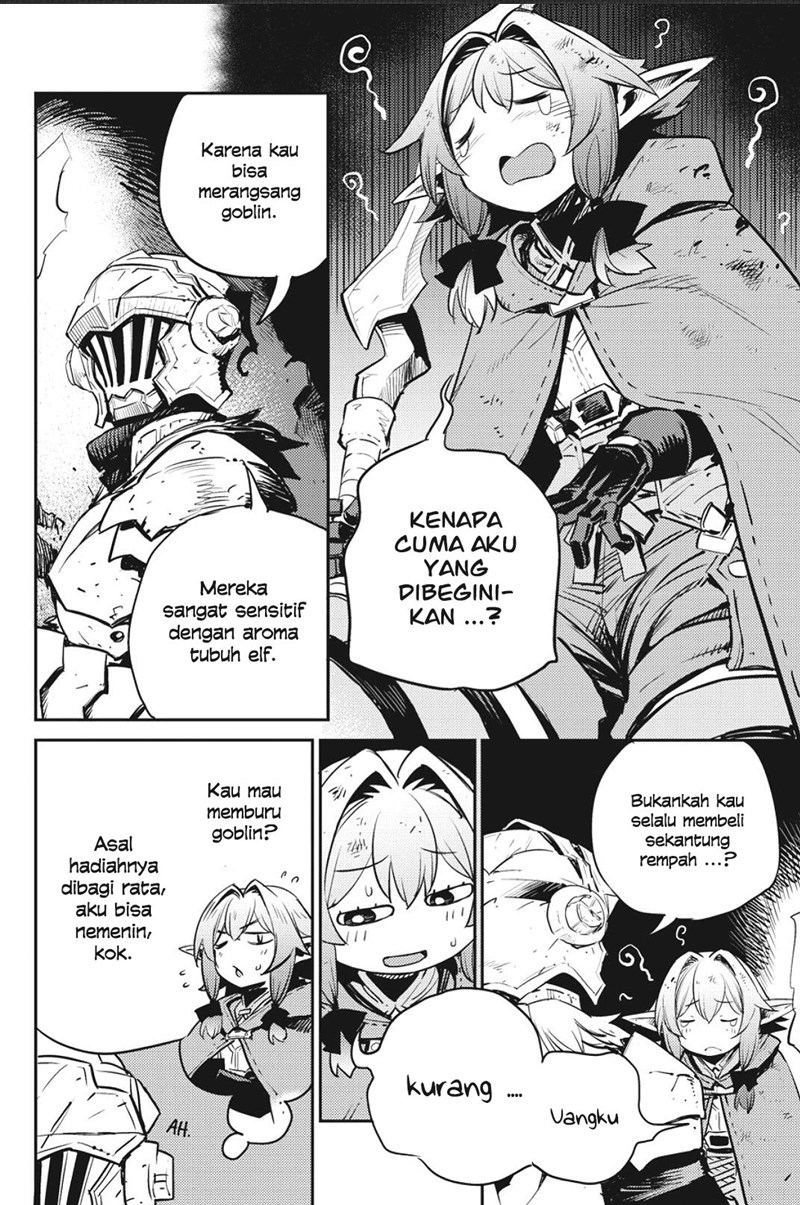 KENAPA
CUMA AKU
YANG
DIBEGINI-
KAN ...?
Karena kau
bisa
merangsang
goblin.
Mereka
sangat sensitif
dengan aroma
tubuh elf.
Bukankah kau
selalu membeli
sekantung
rempah ...?
Uangku
kurang ....
Kau mau
memburu
goblin?
Asal
hadiahnya
dibagi rata,
aku bisa
nemenin,
kok.
AH.